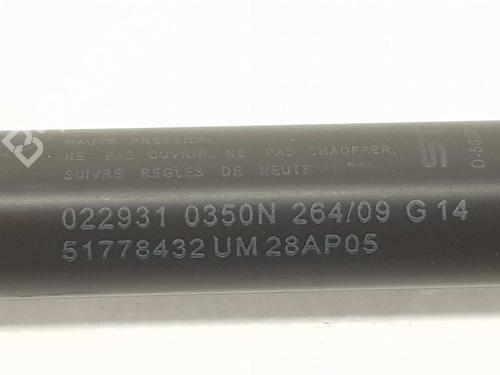 HAUTE PRESSION.
NE PAS OUVRIR, NE PAS CHAUFFER,
SUIVRE REGLES DE
022931 0350N 264/09 G 14
51778432 UM 28AP05